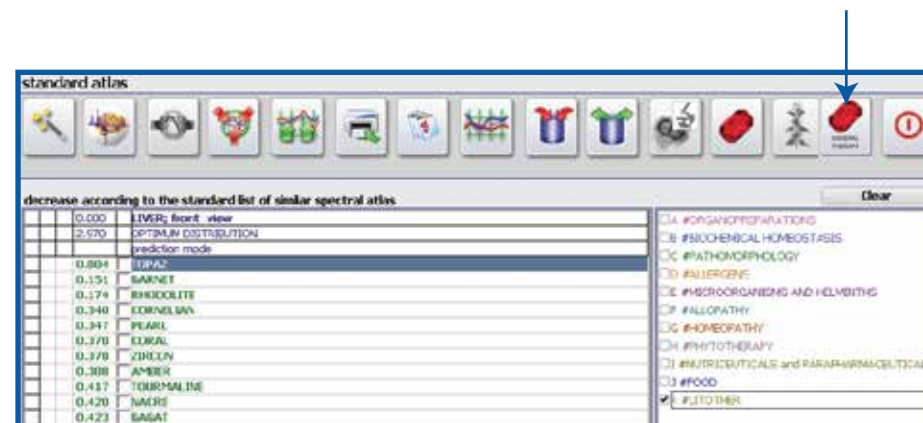 standard atlas
decrease according to the standard list of similar spectral atlas
Clear
0.000 LIVER; front view
2.970 OPTIMUN DISTRIBUTION
prediction mode
0.804 TOPAZ
0.151 GARNET
0.174 RHODOLITE
0.340 CORNELIAN
0.347 PEARL
0.370 CORAL
0.378 ZIRCON
0.388 AMBER
0.417 TOURMALINE
0.420 NACRE
0.423 GAGAT
A #ORGANOPREPARATIONS
B #BIOCHEMICAL HOMEOSTASIS
C #PATHOMORPHOLOGY
D #ALLERGENS
E #MICROORGANISMS AND HELMINTHS
F #ALLOPATHY
G #HOMEOPATHY
H #PHYTOTHERAPY
I #NUTRICEUTICALS and PARAPHARMACEUTICAL
J #FOOD
#LITOTHER